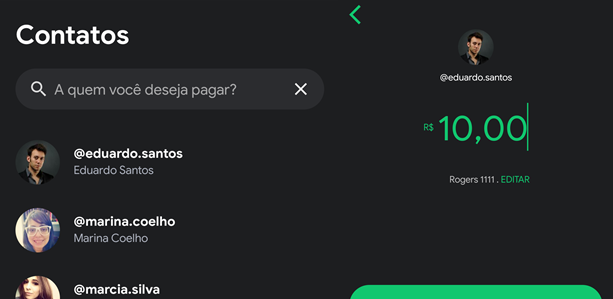 Contatos
A quem você deseja pagar?
@eduardo.santos
Eduardo Santos
@marina.coelho
Marina Coelho
@marcia.silva
@eduardo.santos
R$ 10,00
Rogers 1111 . EDITAR